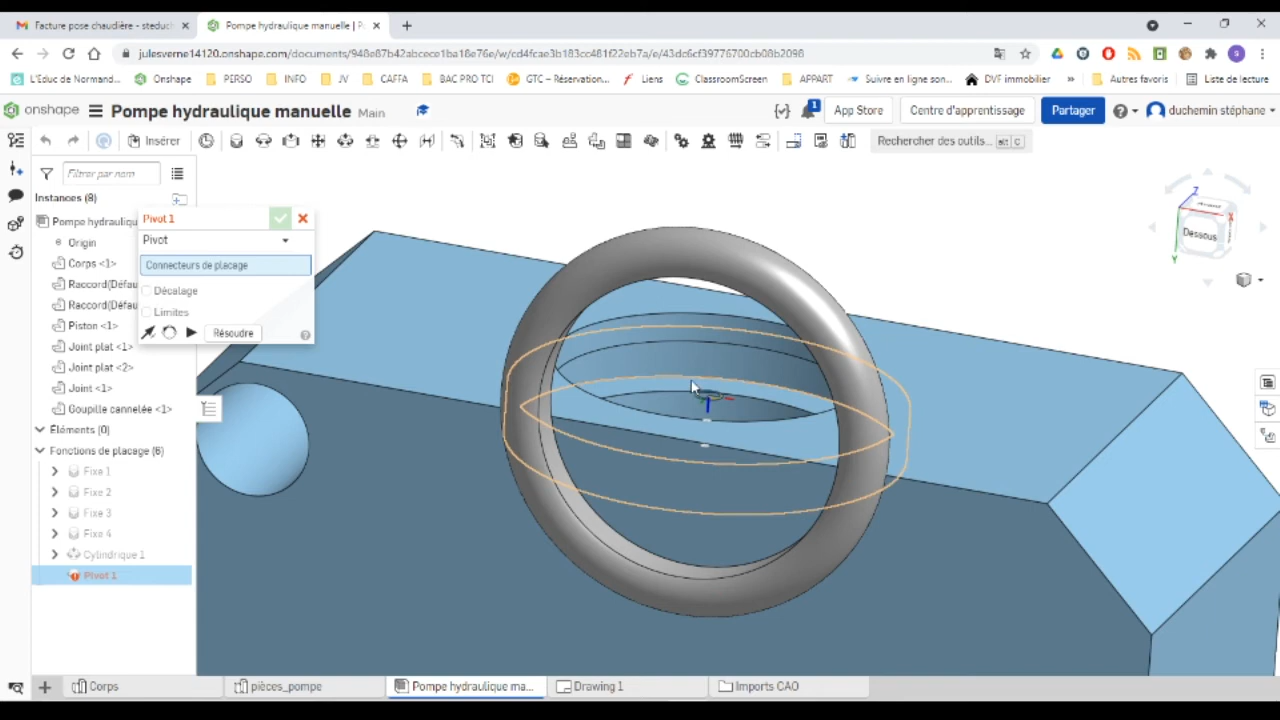 Facture pose chaudière - steduch
Pompe hydraulique manuelle | P
julesverne14120.onshape.com/documents/948e87b42abcece1ba18e76e/w/cd4fcae3b183cc481f22eb7a/e/43dc6cf39776700cb08b2098
S
L'Educ de Normand...
Onshape
PERSO
INFO
JV
CAFFA
BAC PRO TCI
GTC – Réservation...
Liens
ClassroomScreen
APPART
Suivre en ligne son...
DVF immobilier
»
Autres favoris
Liste de lecture
onshape
Pompe hydraulique manuelle
Main
1
App Store
Centre d'apprentissage
Partager
duchemin stéphane
Insérer
Rechercher des outils... alt C
Filtrer par nom
Instances (8)
Pompe hydrauliqu
Origin
Corps <1>
Raccord(Défau
Raccord(Défau
Piston <1>
Joint plat <1>
Joint plat <2>
Joint <1>
Goupille cannelée <1>
Éléments (0)
Fonctions de placage (6)
Fixe 1
Fixe 2
Fixe 3
Fixe 4
Cylindrique 1
Pivot 1
Pivot 1
Pivot
Connecteurs de placage
Décalage
Limites
Résoudre
Z
X
Y
Dessous
Corps
pièces_pompe
Pompe hydraulique ma...
Drawing 1
Imports CAO